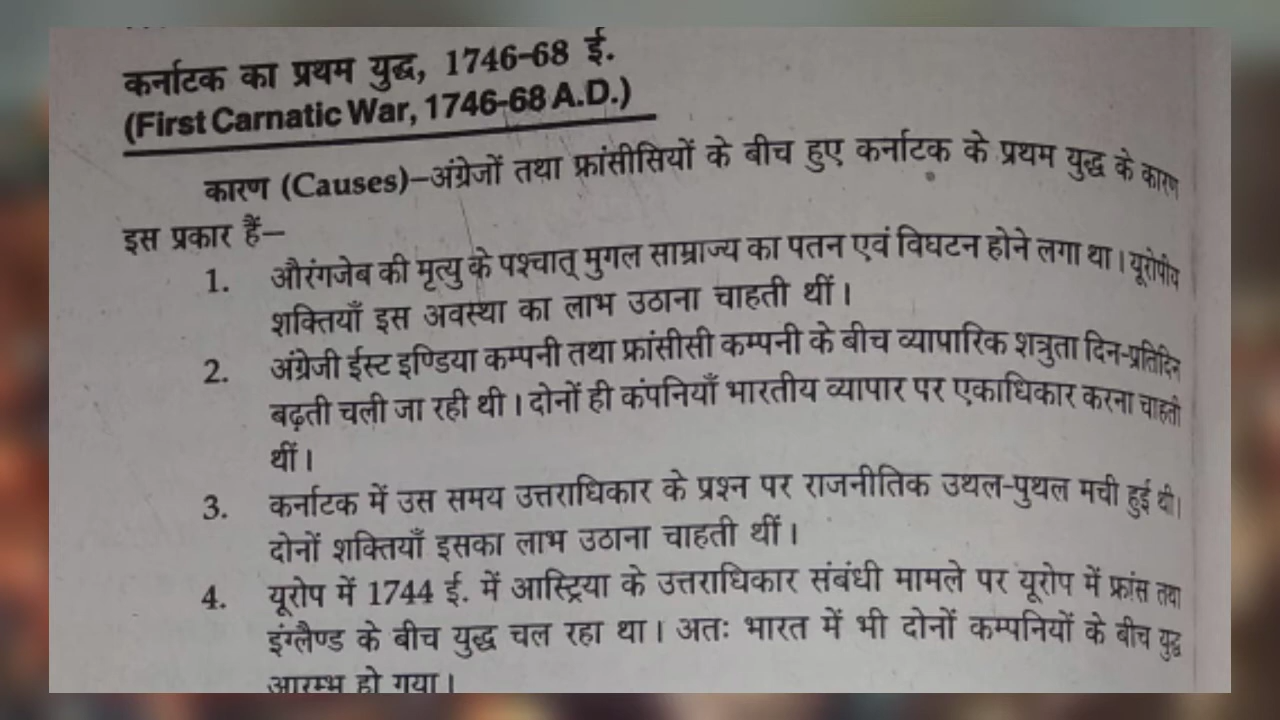 कर्नाटक का प्रथम युद्ध, 1746-68 ई.
(First Carnatic War, 1746-68 A.D.)
कारण (Causes)–अंग्रेजों तथा फ्रांसीसियों के बीच हुए कर्नाटक के प्रथम युद्ध के कारण
इस प्रकार हैं–
1. औरंगजेब की मृत्यु के पश्चात् मुगल साम्राज्य का पतन एवं विघटन होने लगा था। यूरोपीय
शक्तियाँ इस अवस्था का लाभ उठाना चाहती थीं।
2. अंग्रेजी ईस्ट इण्डिया कम्पनी तथा फ्रांसीसी कम्पनी के बीच व्यापारिक शत्रुता दिन-प्रतिदिन
बढ़ती चली जा रही थी। दोनों ही कंपनियाँ भारतीय व्यापार पर एकाधिकार करना चाहती
थीं।
3. कर्नाटक में उस समय उत्तराधिकार के प्रश्न पर राजनीतिक उथल-पुथल मची हुई थी।
दोनों शक्तियाँ इसका लाभ उठाना चाहती थीं।
4. यूरोप में 1744 ई. में आस्ट्रिया के उत्तराधिकार संबंधी मामले पर यूरोप में फ्रांस तथा
इंग्लैण्ड के बीच युद्ध चल रहा था। अतः भारत में भी दोनों कम्पनियों के बीच युद्ध
आरम्भ हो गया।